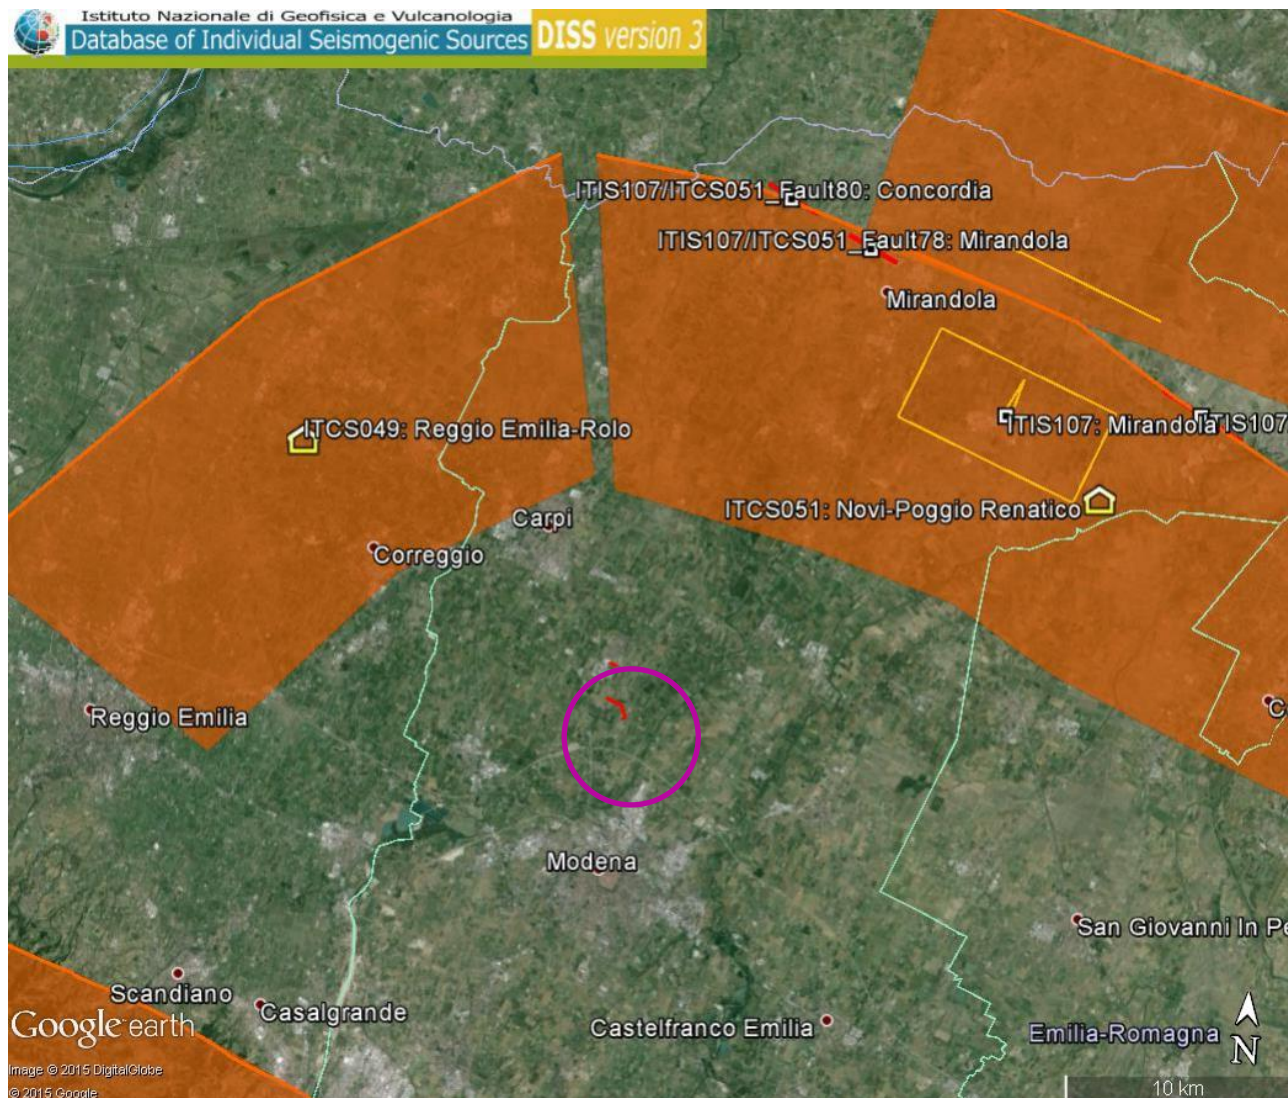 Istituto Nazionale di Geofisica e Vulcanologia
Database of Individual Seismogenic Sources DISS version 3
ITIS107/ITCS051_Fault80: Concordia
ITIS107/ITCS051_Fault78: Mirandola
Mirandola
ITCS049: Reggio Emilia-Rolo
ITIS107: Mirandola
ITIS107
ITCS051: Novi-Poggio Renatico
Carpi
Correggio
Reggio Emilia
C
Modena
San Giovanni In Pe
Scandiano
Casalgrande
Castelfranco Emilia
Emilia-Romagna
N
Google earth
Image © 2015 DigitalGlobe
© 2015 Google
10 km